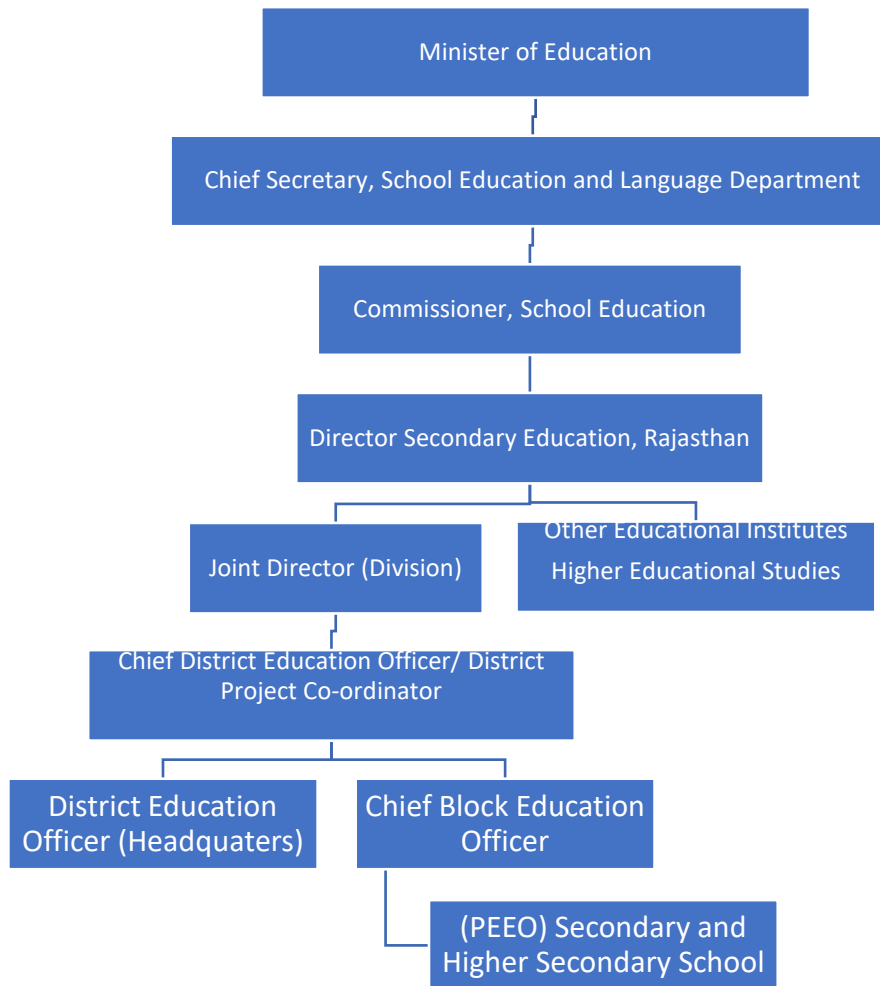 Minister of Education
Chief Secretary, School Education and Language Department
Commissioner, School Education
Director Secondary Education, Rajasthan
Joint Director (Division)
Other Educational Institutes
Higher Educational Studies
Chief District Education Officer/ District
Project Co-ordinator
District Education
Officer (Headquaters)
Chief Block Education
Officer
(PEEO) Secondary and
Higher Secondary School